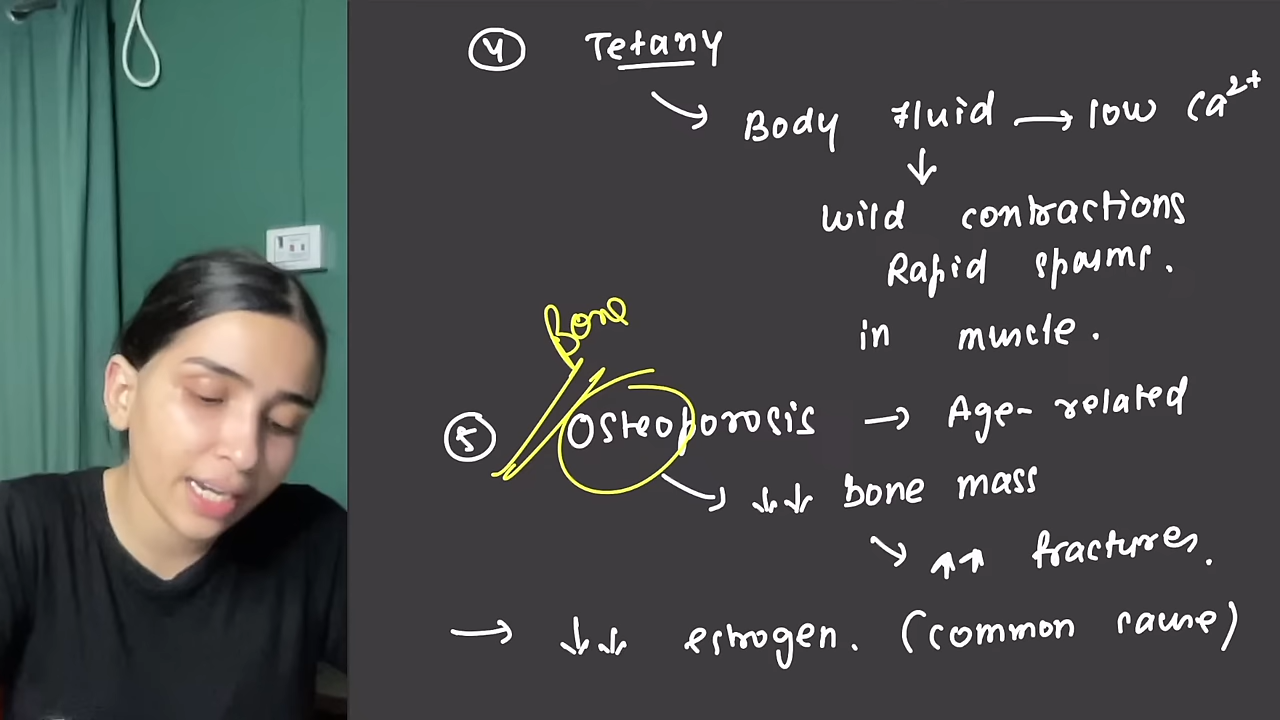 4 Tetany
Body fluid → low Ca²⁺
↓
Wild contractions
Rapid spasms.
in muscle.
Bone
5 Osteoporosis → Age-related
↓↓ bone mass
↑↑ fractures.
→ ↓↓ estrogen. (common cause)